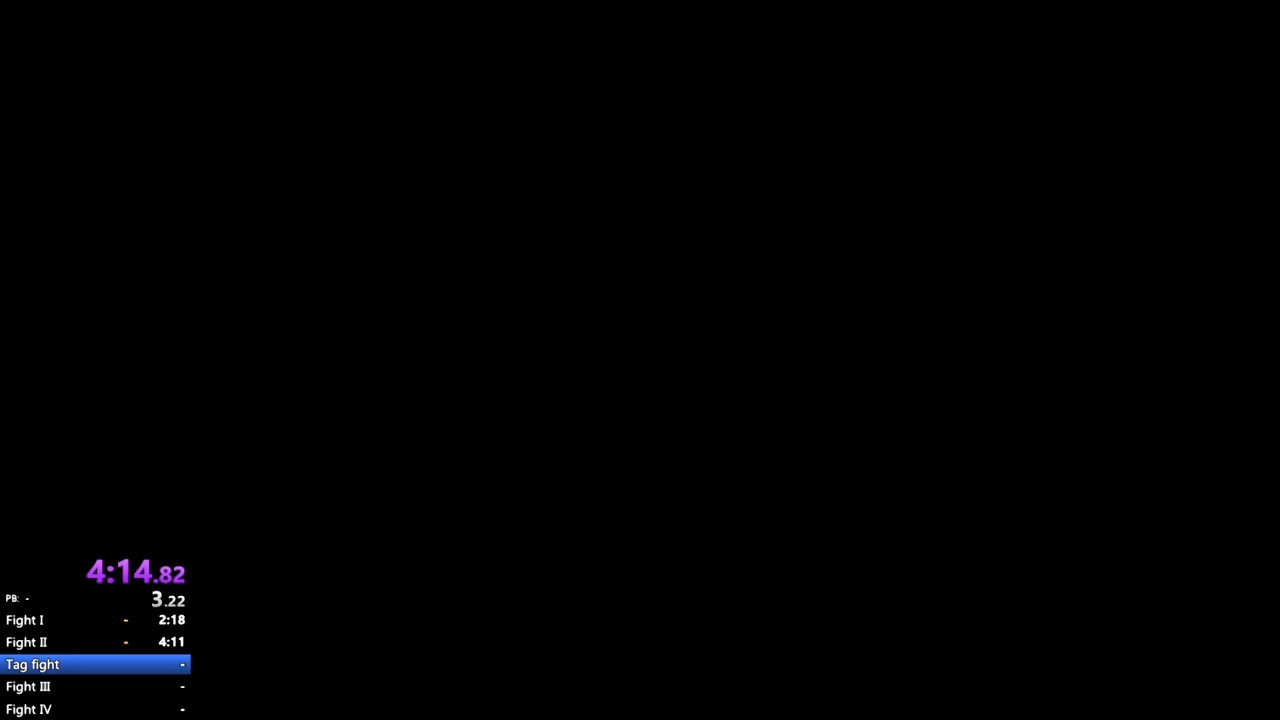 4:14.82
PB: - 3.22
Fight I - 2:18
Fight II - 4:11
Tag fight -
Fight III -
Fight IV -